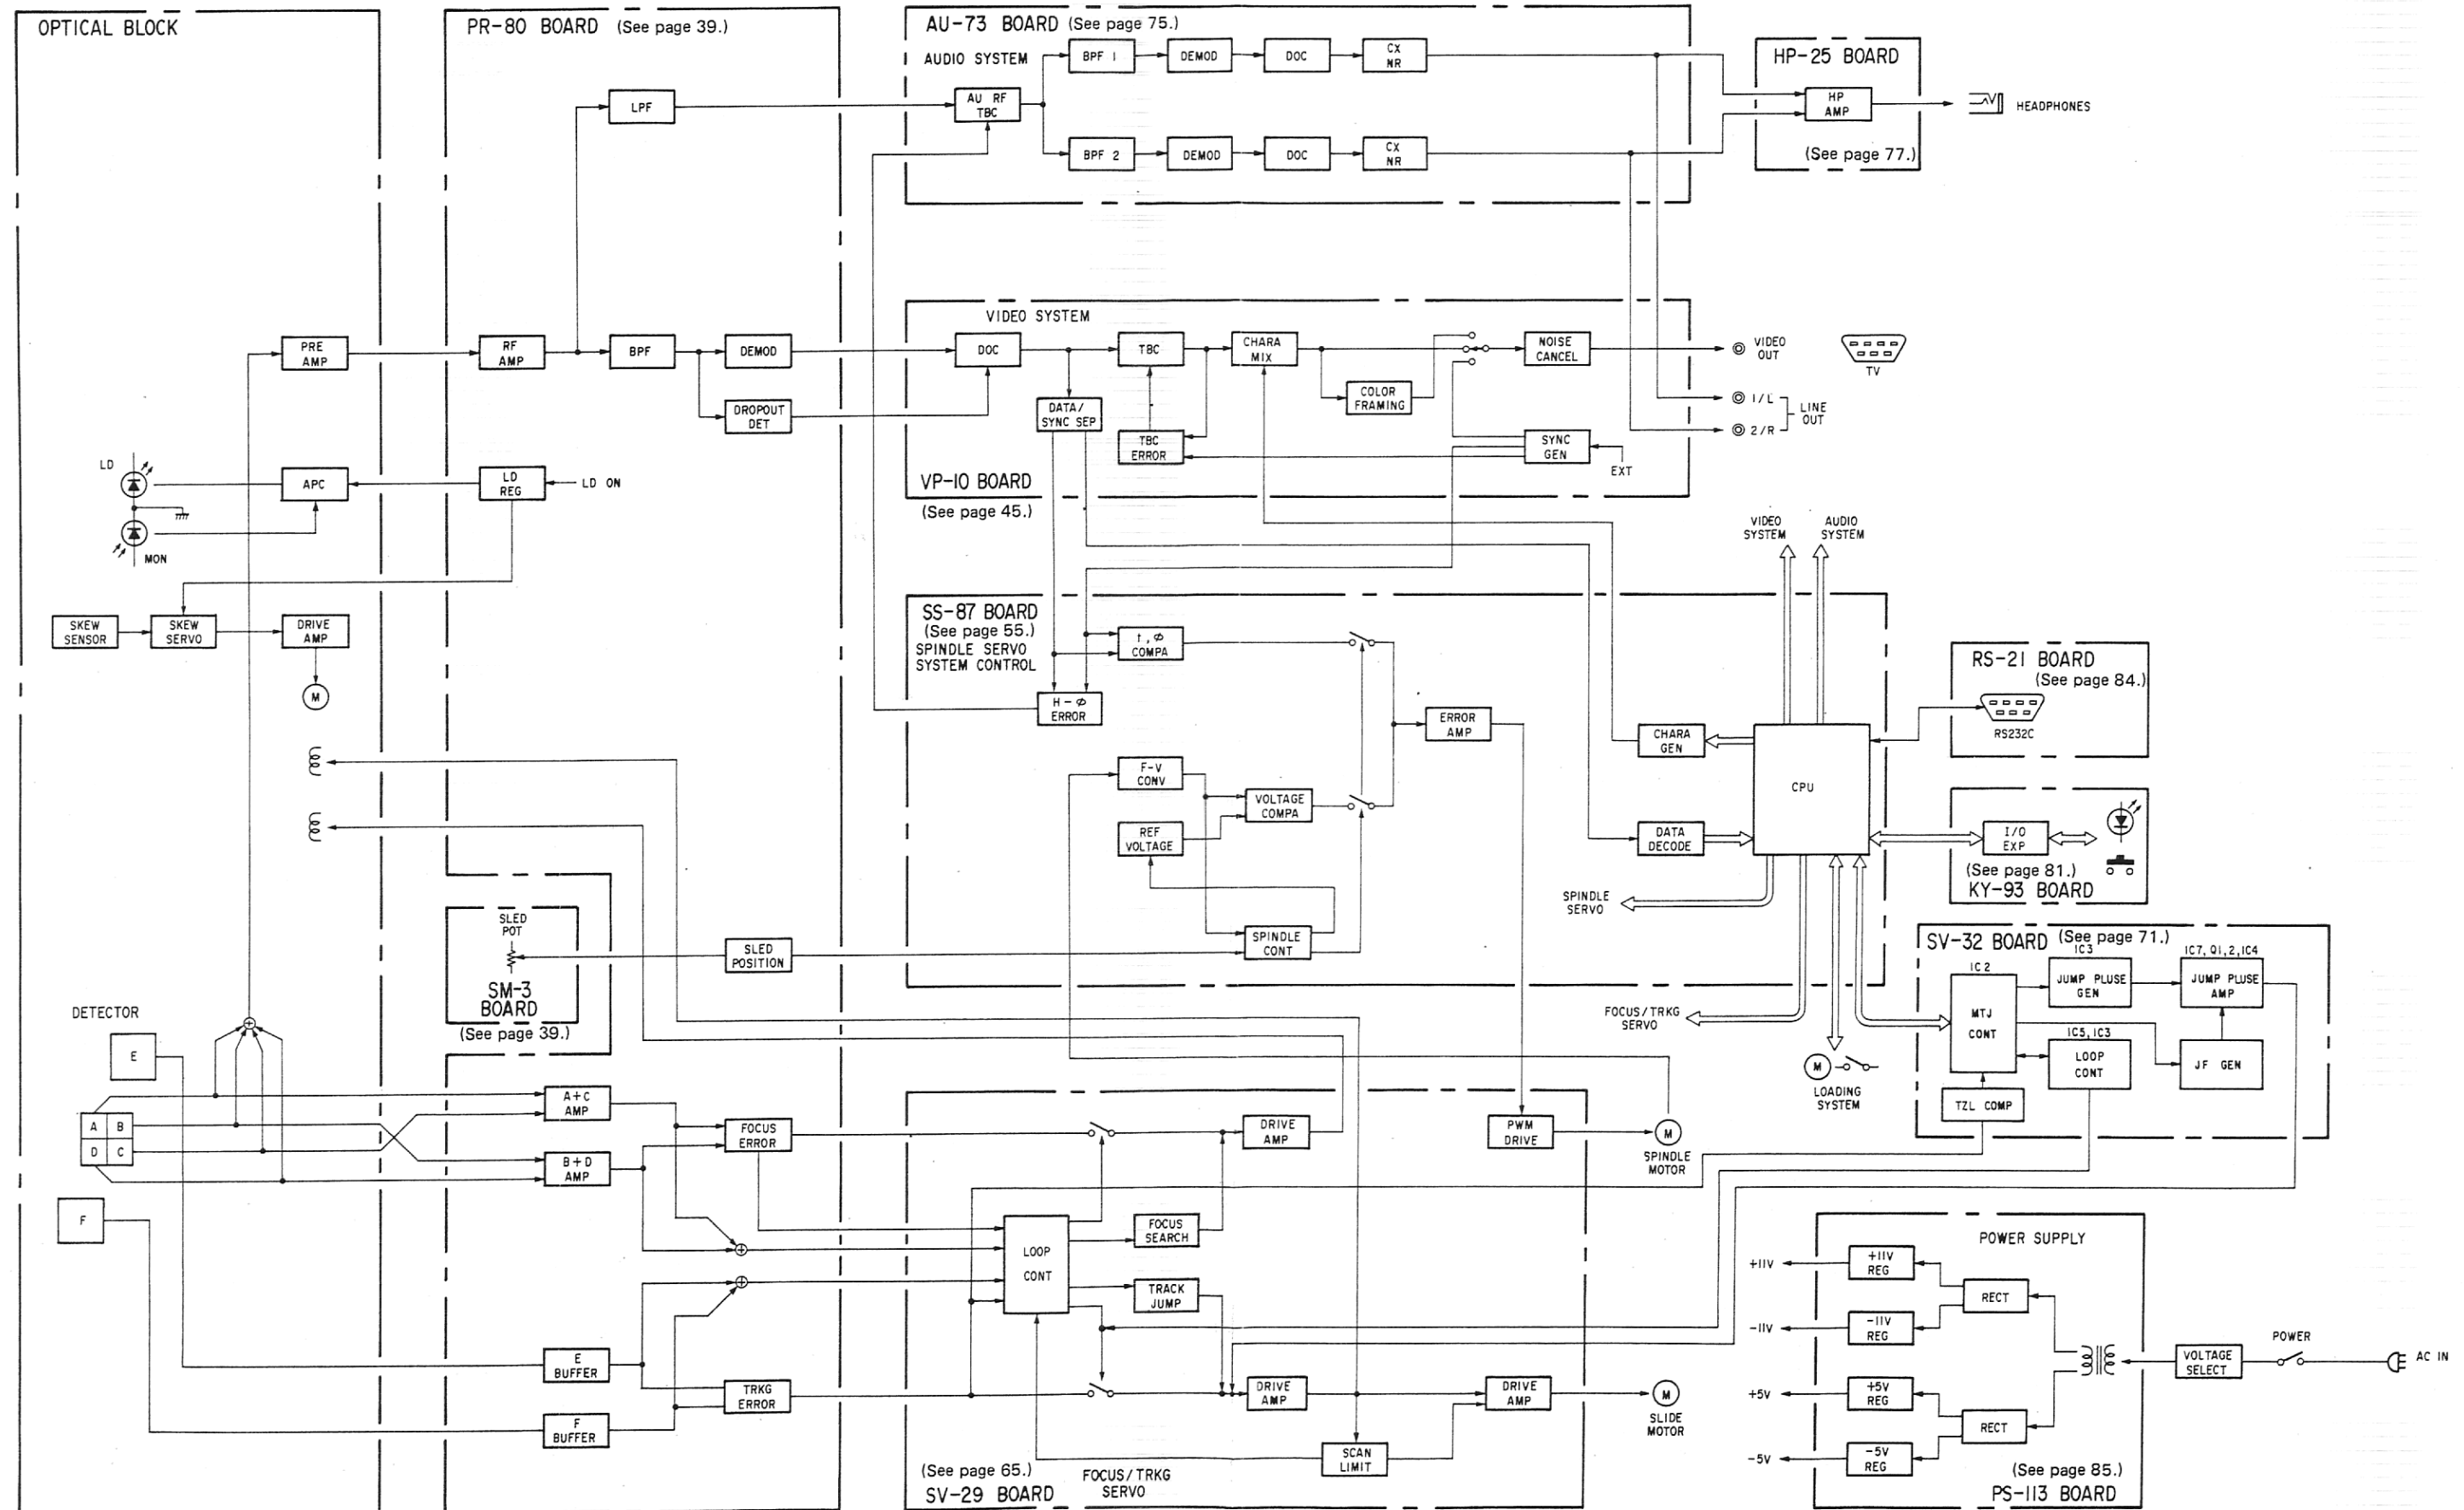 OPTICAL BLOCK
PRE
AMP
LD
APC
MON
SKEW
SENSOR
SKEW
SERVO
DRIVE
AMP
M
DETECTOR
E
A B
D C
F
PR-80 BOARD (See page 39.)
LPF
RF
AMP
BPF
DEMOD
DROPOUT
DET
LD
REG
LD ON
SLED
POT
SM-3
BOARD
(See page 39.)
SLED
POSITION
A+C
AMP
B+D
AMP
FOCUS
ERROR
E
BUFFER
F
BUFFER
TRKG
ERROR
AU-73 BOARD (See page 75.)
AUDIO SYSTEM
AU RF
TBC
BPF 1
DEMOD
DOC
CX
NR
BPF 2
DEMOD
DOC
CX
NR
HP-25 BOARD
HP
AMP
(See page 77.)
HEADPHONES
VIDEO SYSTEM
DOC
TBC
CHARA
MIX
NOISE
CANCEL
COLOR
FRAMING
DATA/
SYNC SEP
TBC
ERROR
SYNC
GEN
EXT
VP-10 BOARD
(See page 45.)
VIDEO
OUT
TV
1/L
2/R
LINE
OUT
SS-87 BOARD
(See page 55.)
SPINDLE SERVO
SYSTEM CONTROL
f, φ
COMPA
H-φ
ERROR
ERROR
AMP
F-V
CONV
VOLTAGE
COMPA
REF
VOLTAGE
SPINDLE
CONT
VIDEO
SYSTEM
AUDIO
SYSTEM
CHARA
GEN
CPU
DATA
DECODE
SPINDLE
SERVO
FOCUS/TRKG
SERVO
M
LOADING
SYSTEM
RS-21 BOARD
(See page 84.)
RS232C
I/O
EXP
(See page 81.)
KY-93 BOARD
SV-32 BOARD (See page 71.)
IC2
MTJ
CONT
IC3
JUMP PLUSE
GEN
IC7, Q1, 2, IC4
JUMP PLUSE
AMP
IC5, IC3
LOOP
CONT
JF GEN
TZL COMP
DRIVE
AMP
PWM
DRIVE
M
SPINDLE
MOTOR
LOOP
CONT
FOCUS
SEARCH
TRACK
JUMP
DRIVE
AMP
DRIVE
AMP
M
SLIDE
MOTOR
SCAN
LIMIT
(See page 65.)
SV-29 BOARD
FOCUS/TRKG
SERVO
POWER SUPPLY
+11V
+11V
REG
RECT
-11V
-11V
REG
+5V
+5V
REG
RECT
-5V
-5V
REG
VOLTAGE
SELECT
POWER
AC IN
(See page 85.)
PS-113 BOARD